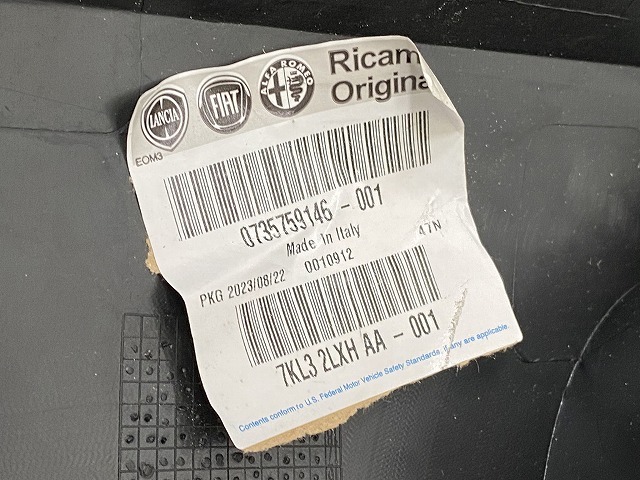 LANCIA
FIAT
ALFA ROMEO
Ricam
Origina
EOM3
0735759146 - 001
Made In Italy
47N
PKG 2023/08/22 0010912
7KL3 2LXH AA - 001
Contents conform to U.S. Federal Motor Vehicle Safety Standards, if any are applicable.